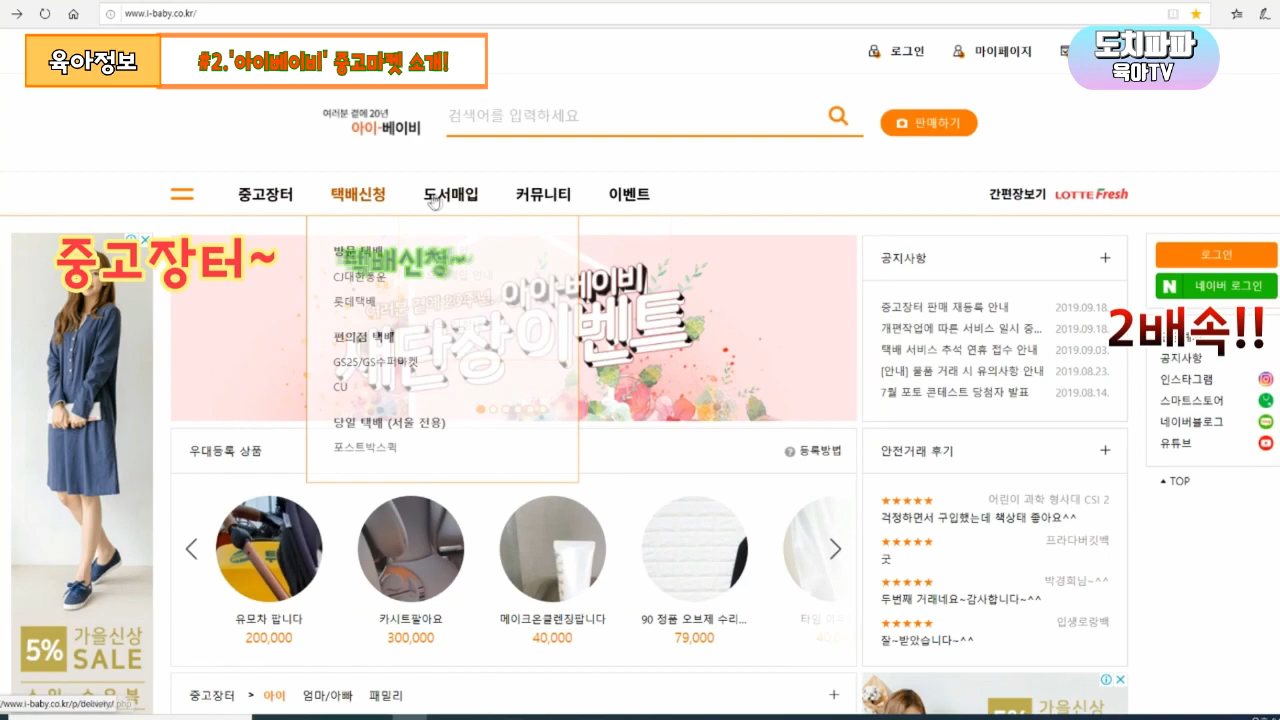 www.i-baby.co.kr/
육아정보
#2.'아이베이비' 중고마켓 소개!
로그인
마이페이지
도치파파
육아TV
여러분 곁에 20년
아이-베이비
검색어를 입력하세요
판매하기
중고장터
택배신청
도서매입
커뮤니티
이벤트
간편장보기
LOTTE Fresh
중고장터~
택배신청~
방문 택배
CJ대한통운
롯데택배
편의점 택배
GS25/GS수퍼마켓
CU
당일 택배 (서울 전용)
포스트박스퀵
아이-베이비
새단장 이벤트
공지사항
중고장터 판매 재등록 안내 2019.09.18.
개편작업에 따른 서비스 일시 중... 2019.09.18.
택배 서비스 추석 연휴 접수 안내 2019.09.03.
[안내] 물품 거래 시 유의사항 안내 2019.08.23.
7월 포토 콘테스트 당첨자 발표 2019.08.14.
로그인
N 네이버 로그인
2배속!!
공지사항
인스타그램
스마트스토어
네이버블로그
유튜브
TOP
우대등록 상품
등록방법
유모차 팝니다
200,000
카시트팔아요
300,000
메이크온클렌징팝니다
40,000
90 정품 오브제 수리...
79,000
안전거래 후기
어린이 과학 형사대 CSI 2
걱정하면서 구입했는데 책상태 좋아요^^
프라다버킷백
굿
박경희님~^^
두번째 거래네요~감사합니다~^^
입생로랑백
잘~받았습니다~^^
5% 가을신상
SALE
중고장터 > 아이 엄마/아빠 패밀리
가을신상
/www.i-baby.co.kr/p/delivery/.php